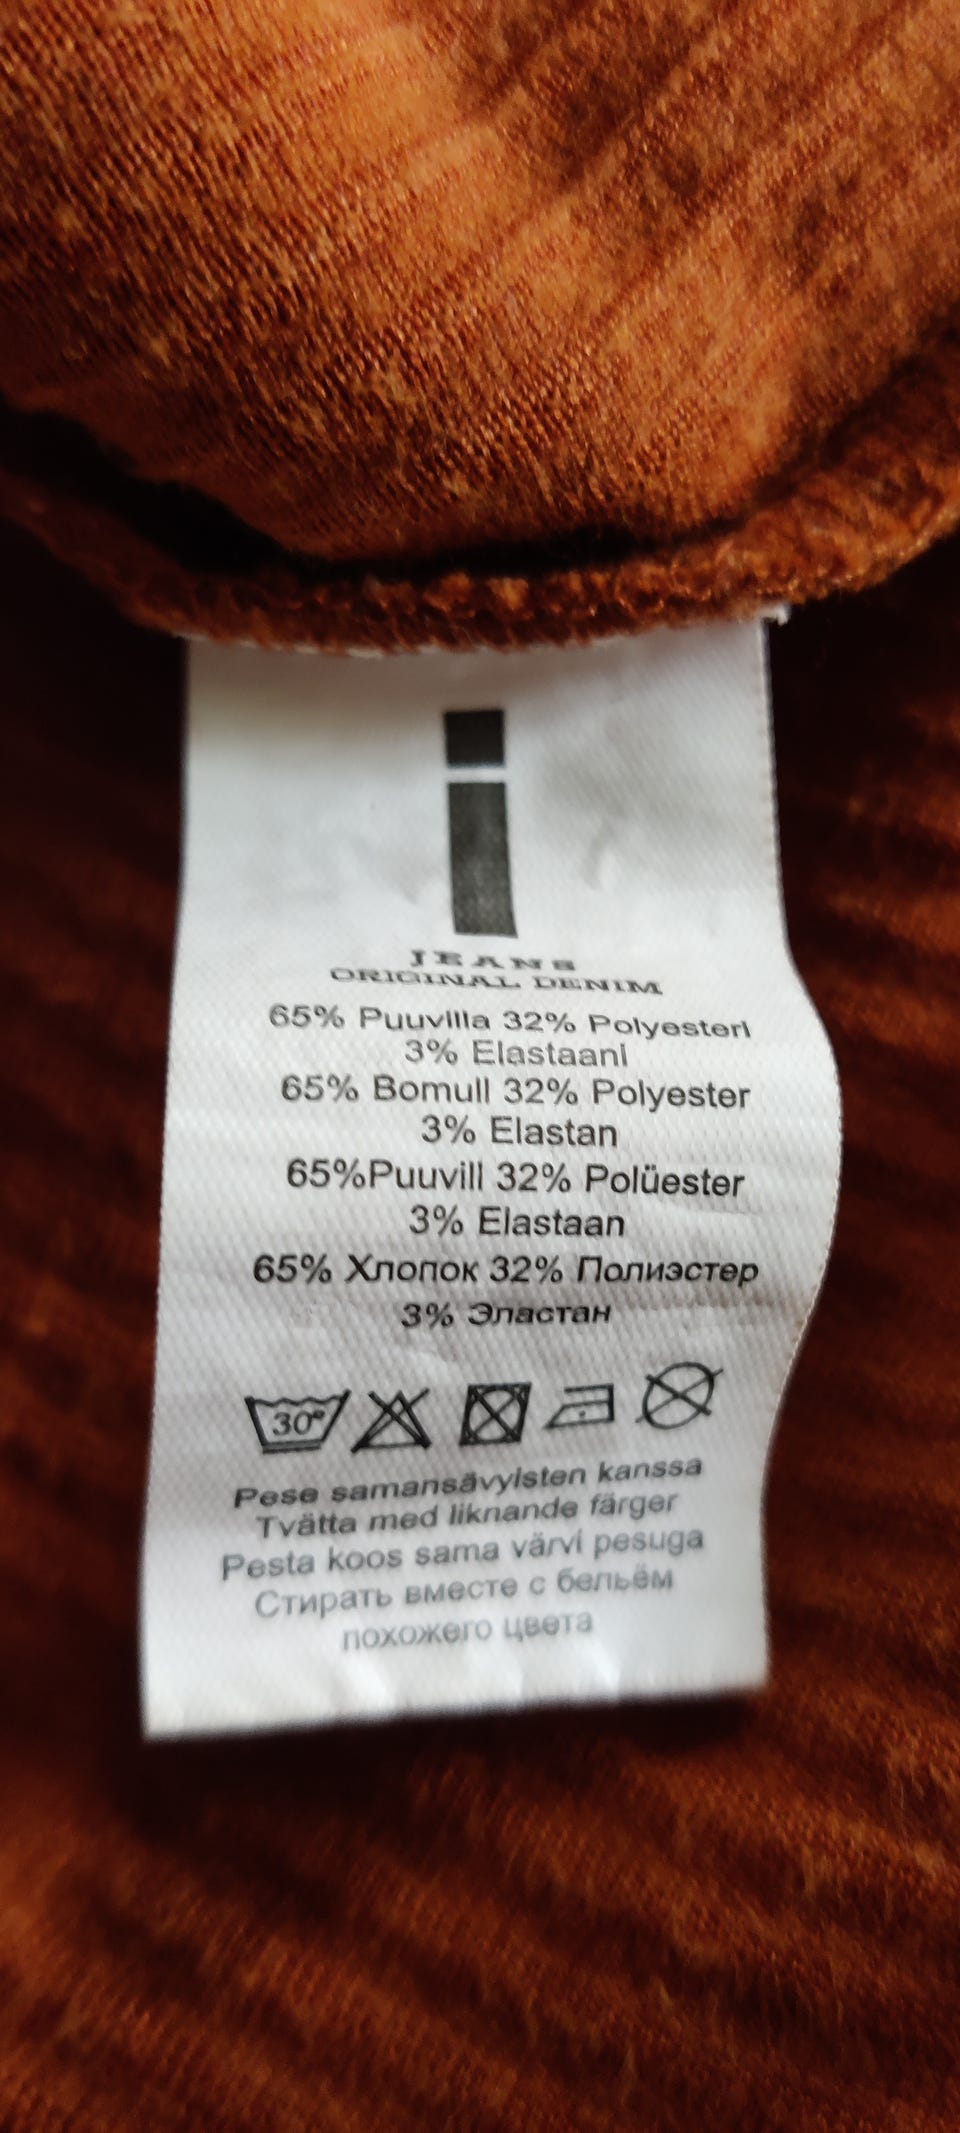 JEANS
ORIGINAL DENIM
65% Puuvilla 32% Polyesteri
3% Elastaani
65% Bomull 32% Polyester
3% Elastan
65%Puuvill 32% Polüester
3% Elastaan
65% Хлопок 32% Полиэстер
3% Эластан
30°
Pese samansävyisten kanssa
Tvätta med liknande färger
Pesta koos sama värvi pesuga
Стирать вместе с бельём
похожего цвета